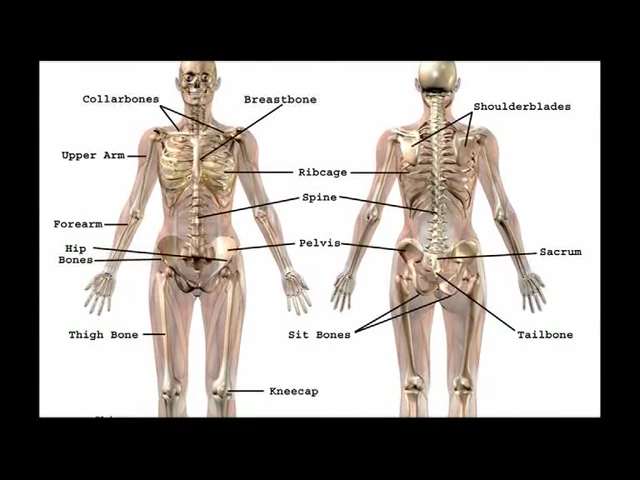 Collarbones
Breastbone
Shoulderblades
Upper Arm
Ribcage
Spine
Forearm
Pelvis
Hip
Bones
Sacrum
Thigh Bone
Sit Bones
Tailbone
Kneecap